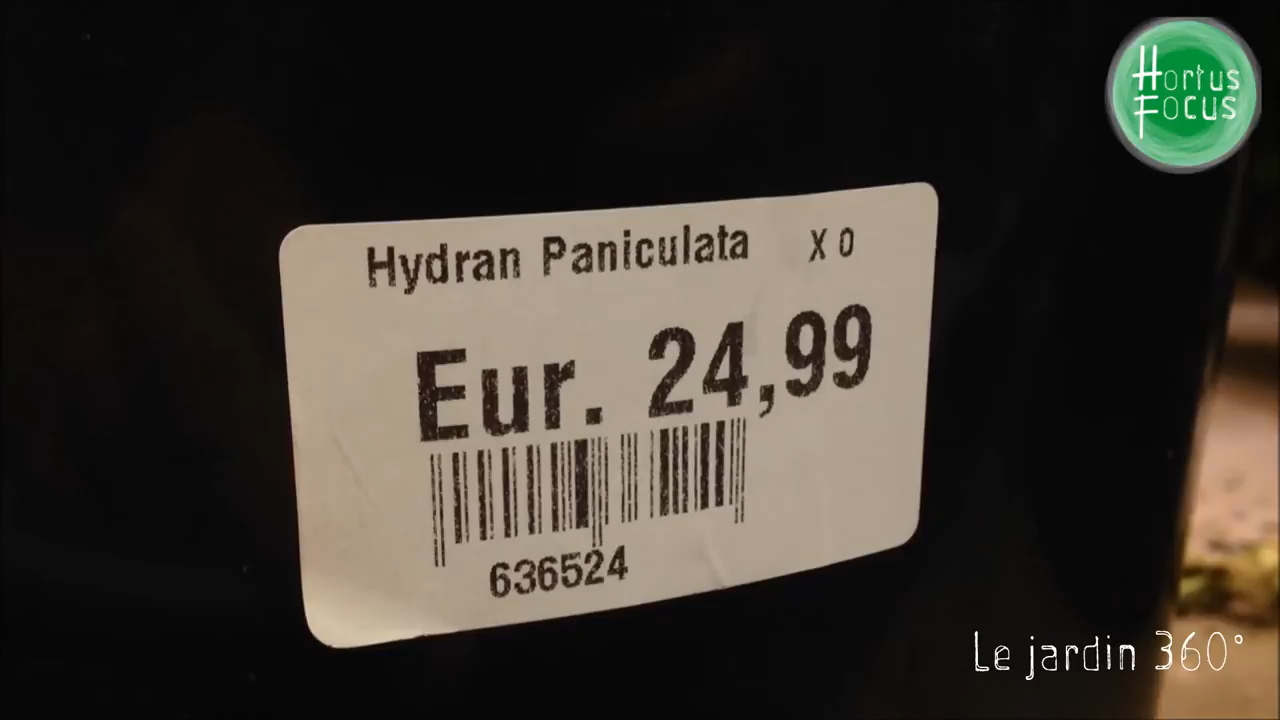 Hortus
Focus
Hydran Paniculata X 0
Eur. 24,99
636524
Le jardin 360°